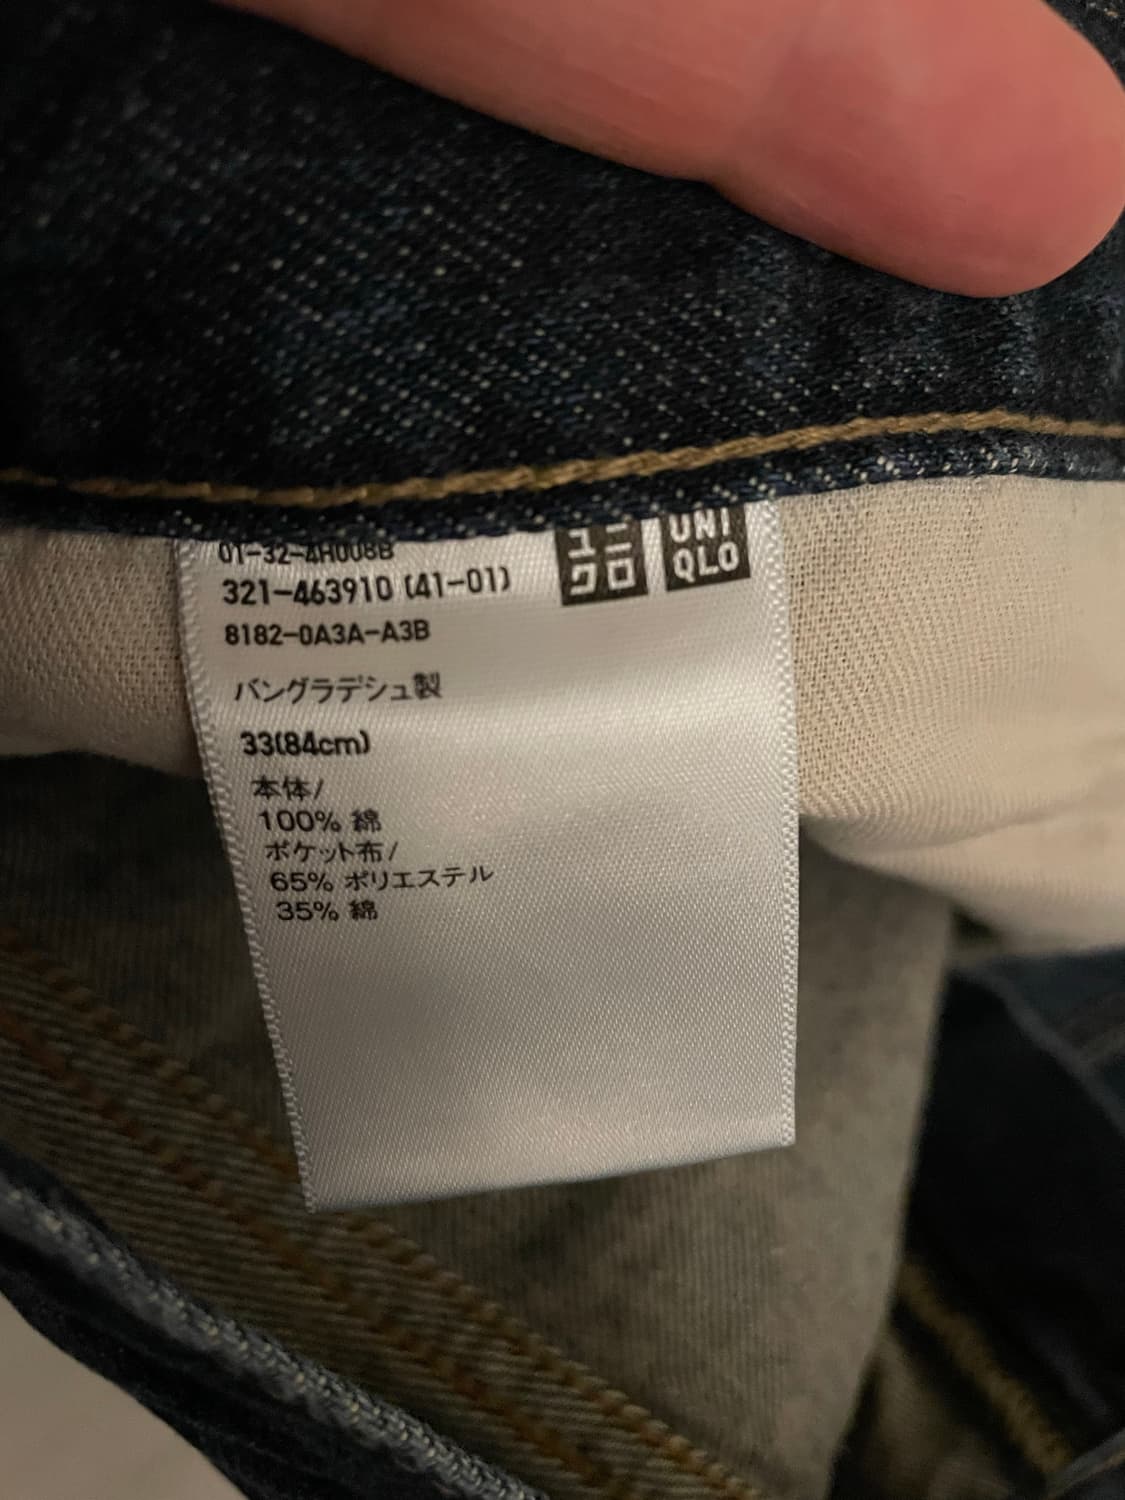 01-32-4H008B
321-463910 (41-01)
8182-0A3A-A3B
ユニ
クロ
UNI
QLO
バングラデシュ製
33(84cm)
本体/
100% 綿
ポケット布/
65% ポリエステル
35% 綿